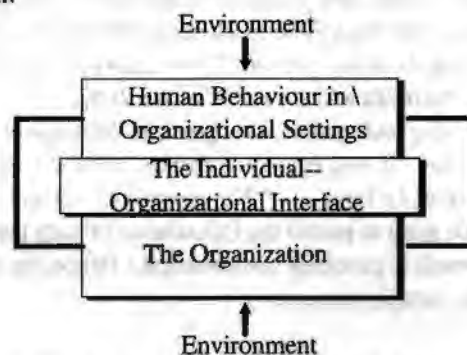 Environment
Human Behaviour in \
Organizational Settings
The Individual--
Organizational Interface
The Organization
Environment